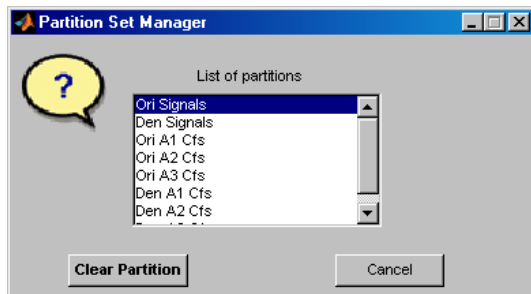 Partition Set Manager
?
List of partitions
Ori Signals
Den Signals
Ori A1 Cfs
Ori A2 Cfs
Ori A3 Cfs
Den A1 Cfs
Den A2 Cfs
Clear Partition
Cancel